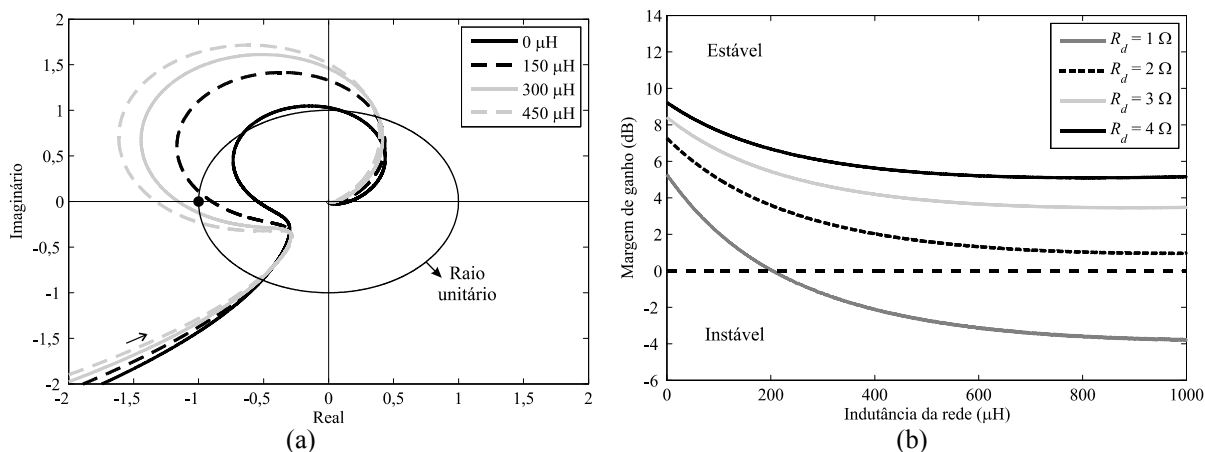 0 μH
150 μH
300 μH
450 μH
2
1,5
1
0,5
0
-0,5
-1
-1,5
-2
Imaginário
Raio
unitário
-2
-1,5
-1
-0,5
0
0,5
1
1,5
2
Real
(a)
14
12
10
8
6
4
2
0
-2
-4
-6
Margem de ganho (dB)
Estável
Instável
R_d = 1 Ω
R_d = 2 Ω
R_d = 3 Ω
R_d = 4 Ω
0
200
400
600
800
1000
Indutância da rede (μH)
(b)